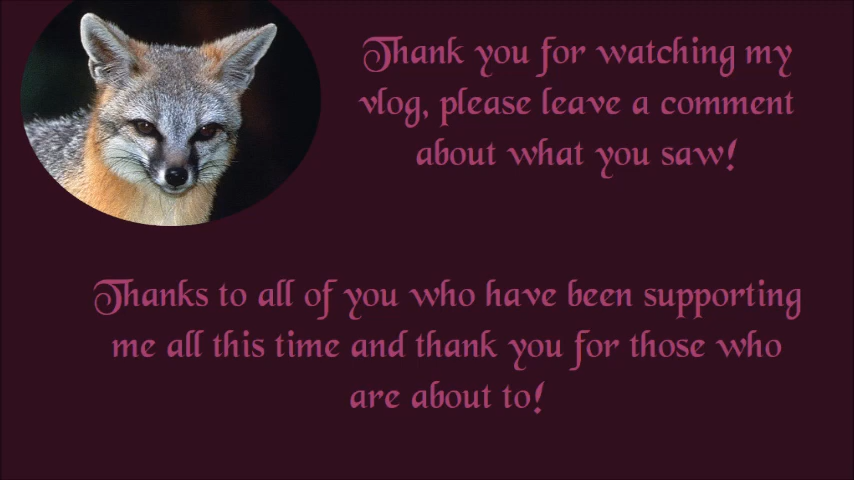 Thank you for watching my
vlog, please leave a comment
about what you saw!
Thanks to all of you who have been supporting
me all this time and thank you for those who
are about to!